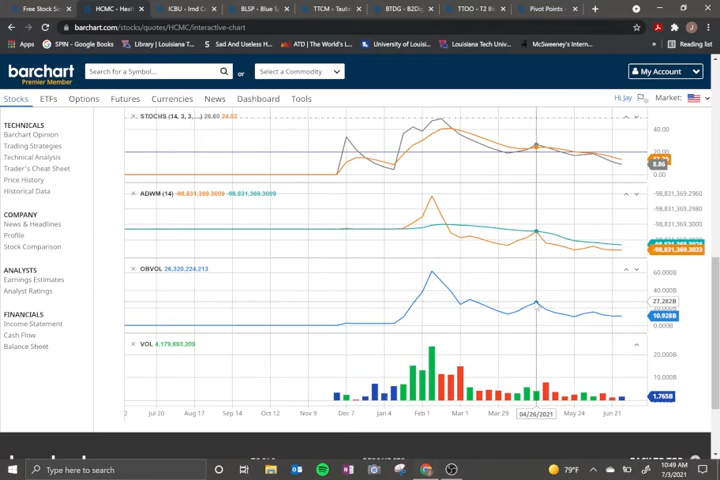 Free Stock Sc
HCMC - Heal
ICBU - Imd Co
BLSP - Blue S
TTCM - Tauta
BTDG - B2Dig
TTOO - T2 Bi
Pivot Points
barchart.com/stocks/quotes/HCMC/interactive-chart
Apps
SPIN - Google Books
Library | Louisiana T...
Sad And Useless H...
ATD | The World's L...
University of Louisi...
Louisiana Tech Univ...
McSweeney's Intern...
Reading list
barchart
Premier Member
Search for a Symbol...
or
Select a Commodity
My Account
Stocks
ETFs
Options
Futures
Currencies
News
Dashboard
Tools
Hi Jay
Market:
TECHNICALS
Barchart Opinion
Trading Strategies
Technical Analysis
Trader's Cheat Sheet
Price History
Historical Data
COMPANY
News & Headlines
Profile
Stock Comparison
ANALYSTS
Earnings Estimates
Analyst Ratings
FINANCIALS
Income Statement
Cash Flow
Balance Sheet
STOCHS (14, 3, 3, ...) 26.60 24.02
40.00
20.00
8.86
0.00
ADWM (14) -98,831,369.3009 -98,831,369.3009
-98,831,369.2960
-98,831,369.2980
-98,831,369.3000
-98,831,369.3033
OBVOL 26,320,224,213
60.000B
27.282B
10.928B
0.000B
VOL 4,179,693,209
20.000B
10.000B
1.765B
2
Jul 20
Aug 17
Sep 14
Oct 12
Nov 9
Dec 7
Jan 4
Feb 1
Mar 1
Mar 29
04/26/2021
May 24
Jun 21
Type here to search
79°F
10:49 AM
7/3/2021